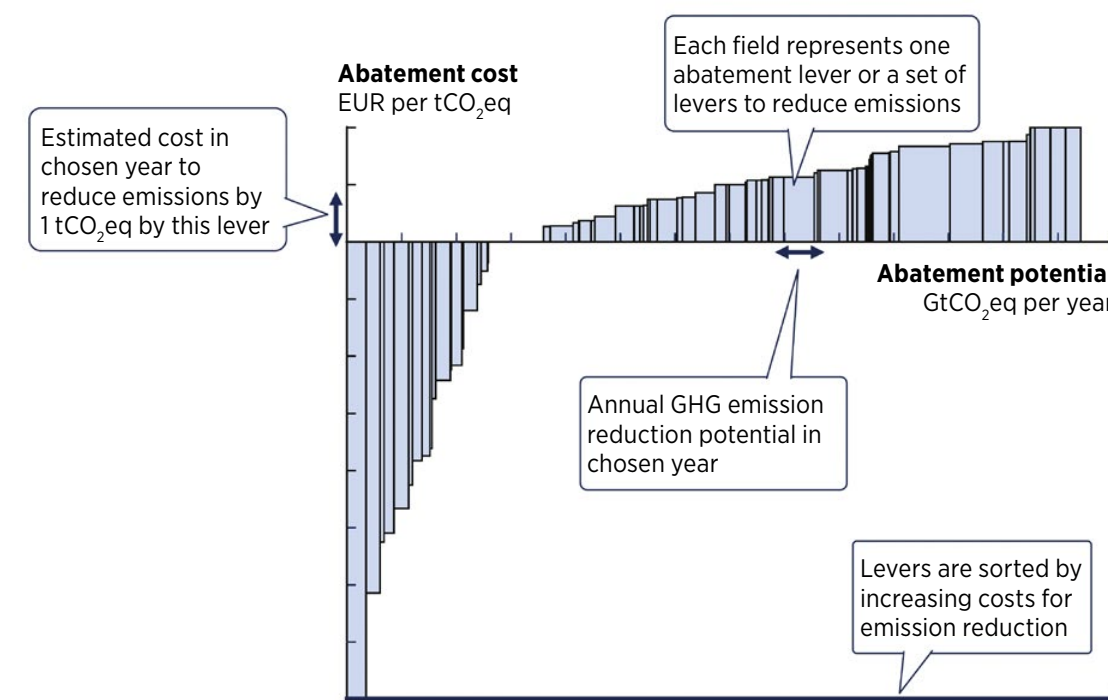 Abatement cost
EUR per tCO₂eq
Estimated cost in
chosen year to
reduce emissions by
1 tCO₂eq by this lever
Each field represents one
abatement lever or a set of
levers to reduce emissions
Abatement potentia
GtCO₂eq per year
Annual GHG emission
reduction potential in
chosen year
Levers are sorted by
increasing costs for
emission reduction